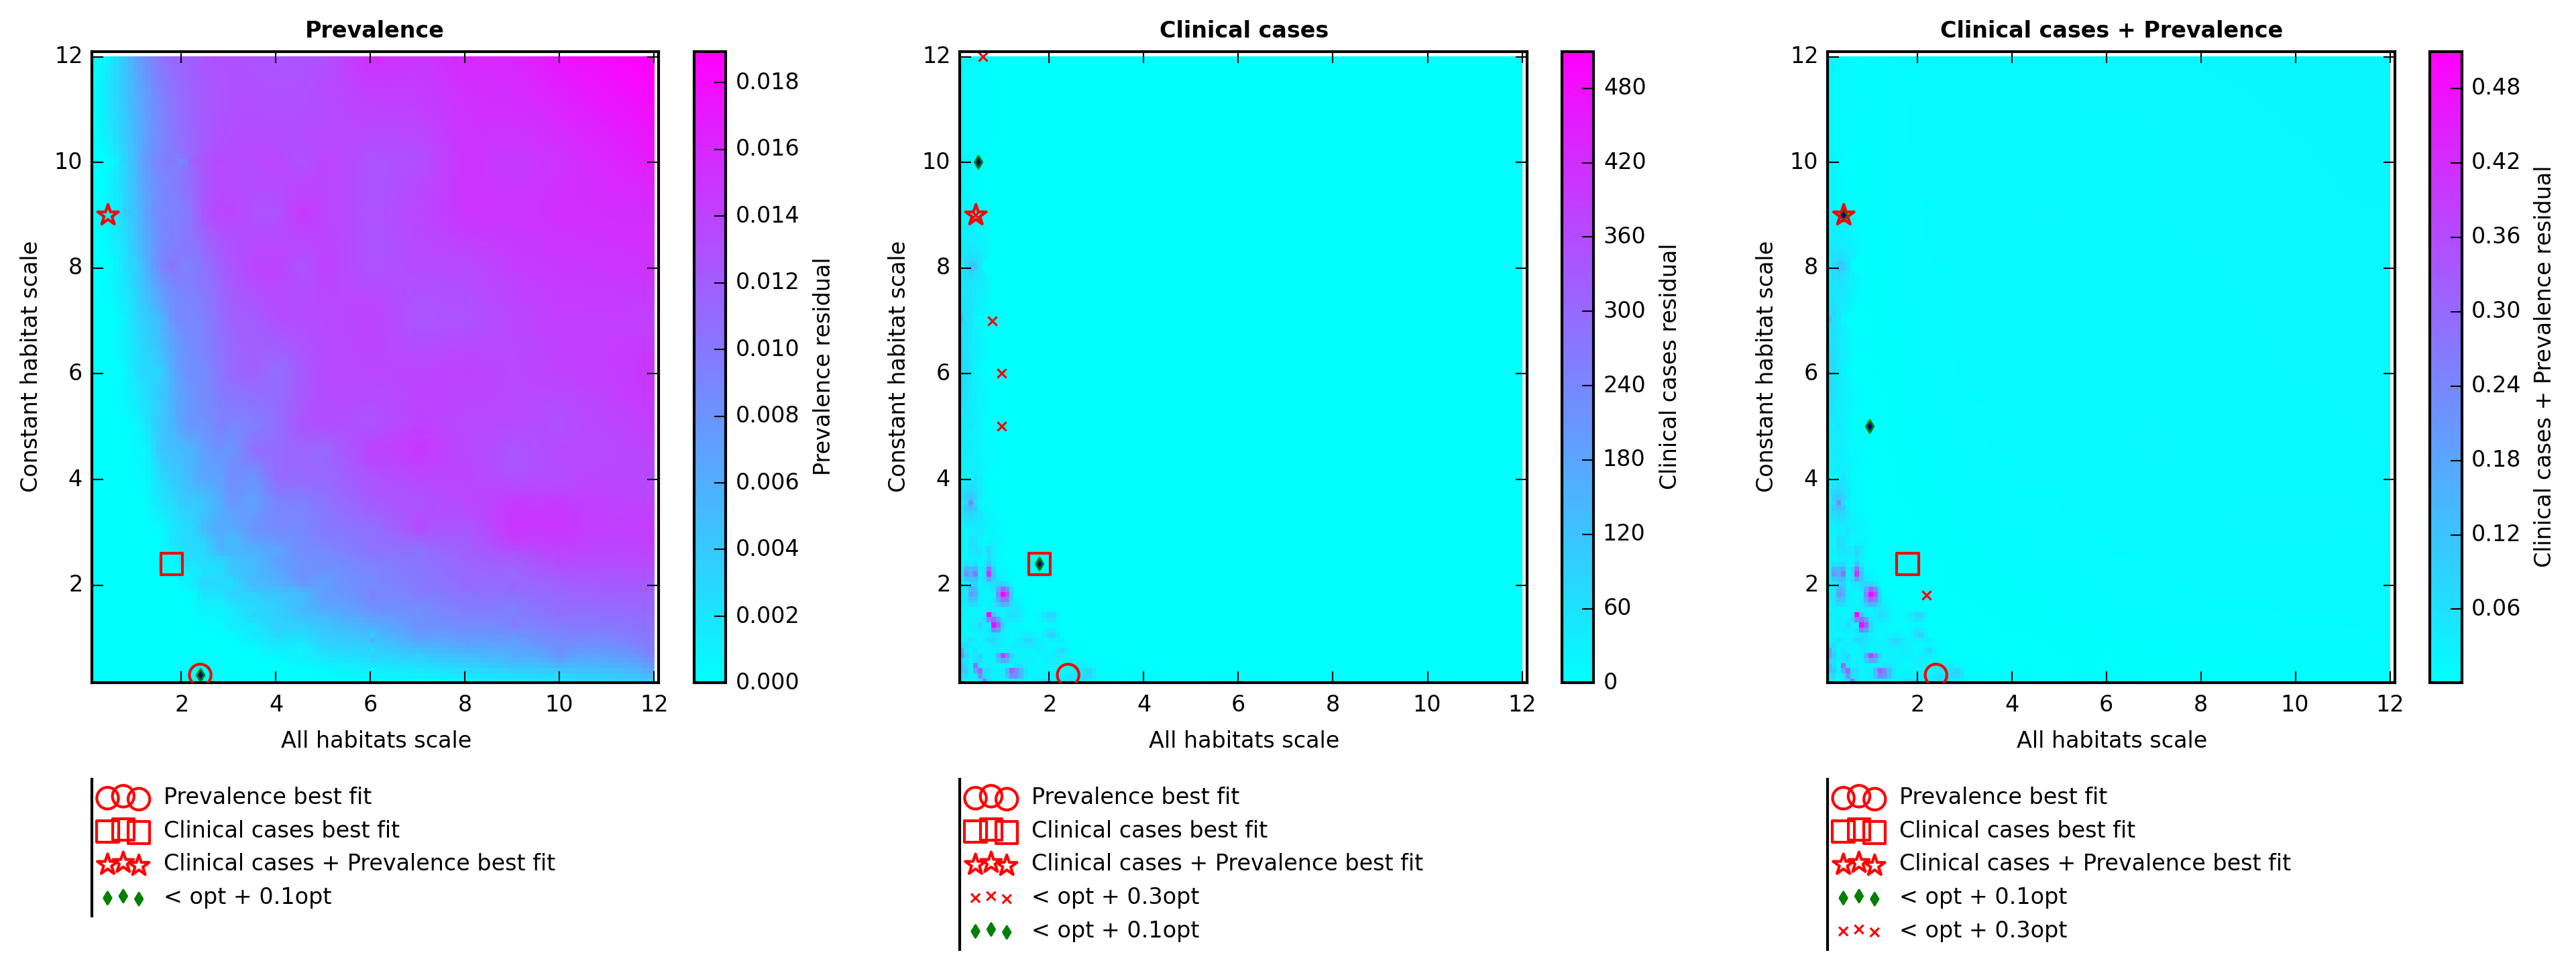 Prevalence
12
10
8
6
4
2
2 4 6 8 10 12
Constant habitat scale
All habitats scale
0.018
0.016
0.014
0.012
0.010
0.008
0.006
0.004
0.002
0.000
Prevalence residual
Prevalence best fit
Clinical cases best fit
Clinical cases + Prevalence best fit
< opt + 0.1opt
Clinical cases
12
10
8
6
4
2
2 4 6 8 10 12
Constant habitat scale
All habitats scale
480
420
360
300
240
180
120
60
0
Clinical cases residual
Prevalence best fit
Clinical cases best fit
Clinical cases + Prevalence best fit
< opt + 0.3opt
< opt + 0.1opt
Clinical cases + Prevalence
12
10
8
6
4
2
2 4 6 8 10 12
Constant habitat scale
All habitats scale
0.48
0.42
0.36
0.30
0.24
0.18
0.12
0.06
Clinical cases + Prevalence residual
Prevalence best fit
Clinical cases best fit
Clinical cases + Prevalence best fit
< opt + 0.1opt
< opt + 0.3opt